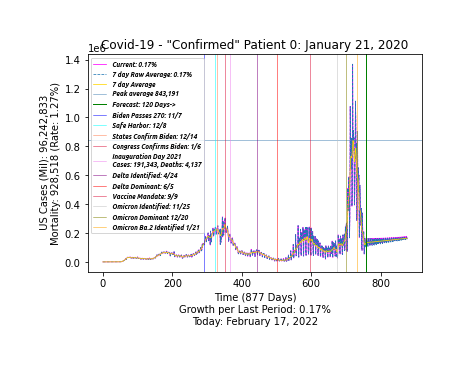 Covid-19 - "Confirmed" Patient 0: January 21, 2020
1e6
1.4
1.2
1.0
0.8
0.6
0.4
0.2
0.0
US Cases (Mil): 96,242,833
Mortality: 928,518 (Rate: 1.27%)
Current: 0.17%
7 day Raw Average: 0.17%
7 day Average
Peak average 843,191
Forecast: 120 Days->
Biden Passes 270: 11/7
Safe Harbor: 12/8
States Confirm Biden: 12/14
Congress Confirms Biden: 1/6
Inauguration Day 2021
Cases: 191,343, Deaths: 4,137
Delta Identified: 4/24
Delta Dominant: 6/5
Vaccine Mandate: 9/9
Omicron Identified: 11/25
Omicron Dominant 12/20
Omicron Ba.2 Identified 1/21
0 200 400 600 800
Time (877 Days)
Growth per Last Period: 0.17%
Today: February 17, 2022